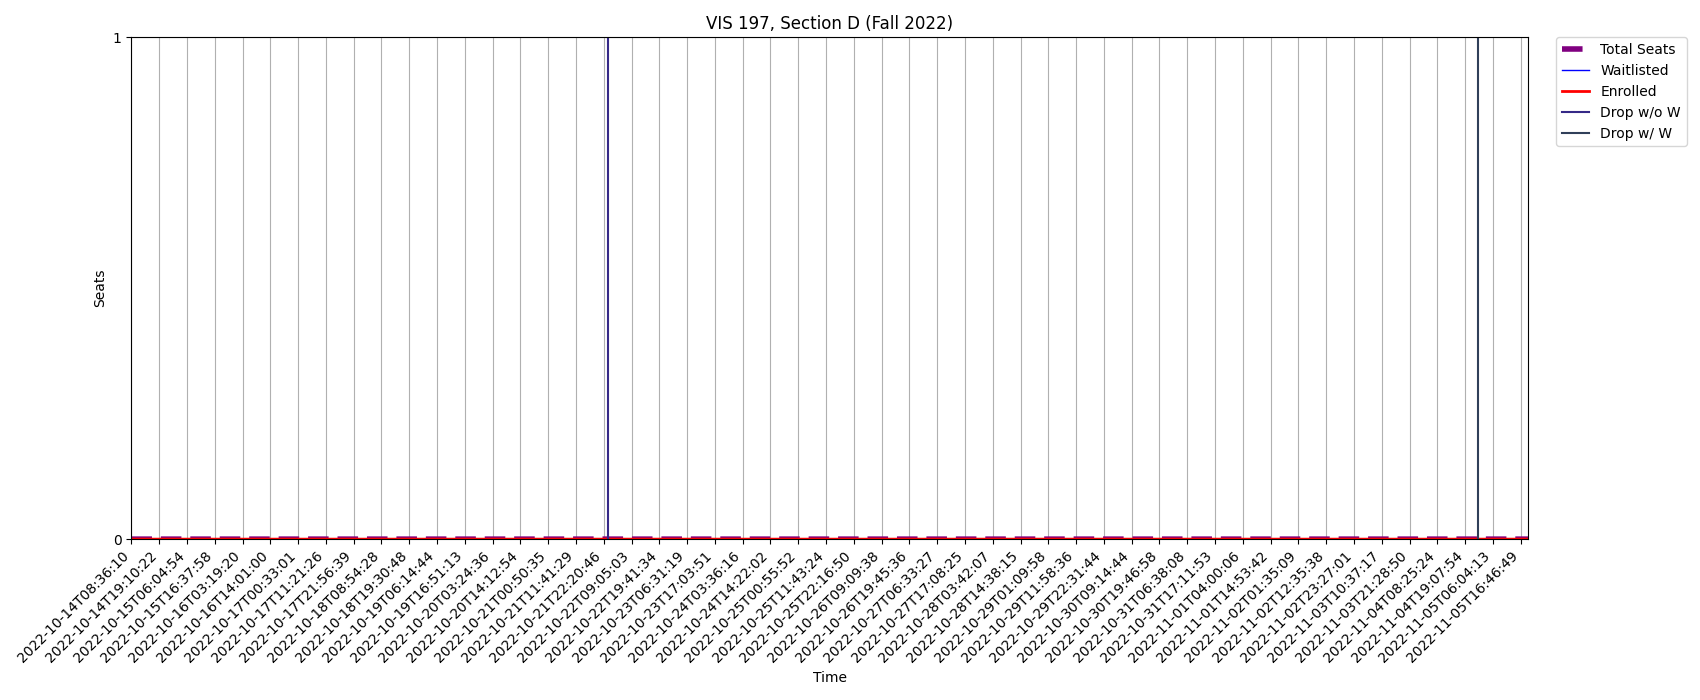 VIS 197, Section D (Fall 2022)
1
0
Seats
Total Seats
Waitlisted
Enrolled
Drop w/o W
Drop w/ W
2022-10-14T08:36:10
2022-10-14T19:10:22
2022-10-15T06:04:54
2022-10-15T16:37:58
2022-10-16T03:19:20
2022-10-16T14:01:00
2022-10-17T00:33:01
2022-10-17T11:21:26
2022-10-17T21:56:39
2022-10-18T08:54:28
2022-10-18T19:30:48
2022-10-19T06:14:44
2022-10-19T16:51:13
2022-10-20T03:24:36
2022-10-20T14:12:54
2022-10-21T00:50:35
2022-10-21T11:41:29
2022-10-21T22:20:46
2022-10-22T09:05:03
2022-10-22T19:41:34
2022-10-23T06:31:19
2022-10-23T17:03:51
2022-10-24T03:36:16
2022-10-24T14:22:02
2022-10-25T00:55:52
2022-10-25T11:43:24
2022-10-25T22:16:50
2022-10-26T09:09:38
2022-10-26T19:45:36
2022-10-27T06:33:27
2022-10-27T17:08:25
2022-10-28T03:42:07
2022-10-28T14:38:15
2022-10-29T01:09:58
2022-10-29T11:58:36
2022-10-29T22:31:44
2022-10-30T09:14:44
2022-10-30T19:46:58
2022-10-31T06:38:08
2022-10-31T17:11:53
2022-11-01T04:00:06
2022-11-01T14:53:42
2022-11-02T01:35:09
2022-11-02T12:35:38
2022-11-02T23:27:01
2022-11-03T10:37:17
2022-11-03T21:28:50
2022-11-04T08:25:24
2022-11-04T19:07:54
2022-11-05T06:04:13
2022-11-05T16:46:49
Time